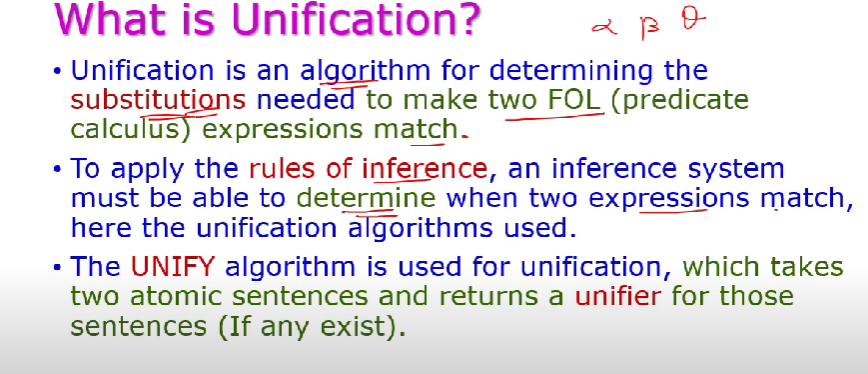 What is Unification?
α β θ
• Unification is an algorithm for determining the
substitutions needed to make two FOL (predicate
calculus) expressions match.
• To apply the rules of inference, an inference system
must be able to determine when two expressions match,
here the unification algorithms used.
• The UNIFY algorithm is used for unification, which takes
two atomic sentences and returns a unifier for those
sentences (If any exist).